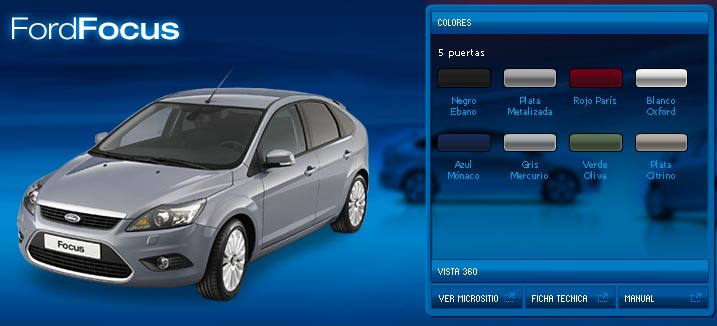 FordFocus
COLORES
5 puertas
Negro
Ebano
Plata
Metalizada
Rojo París
Blanco
Oxford
Azul
Mónaco
Gris
Mercurio
Verde
Oliva
Plata
Citrino
Ford
Focus
VISTA 360
VER MICROSITIO
FICHA TECNICA
MANUAL